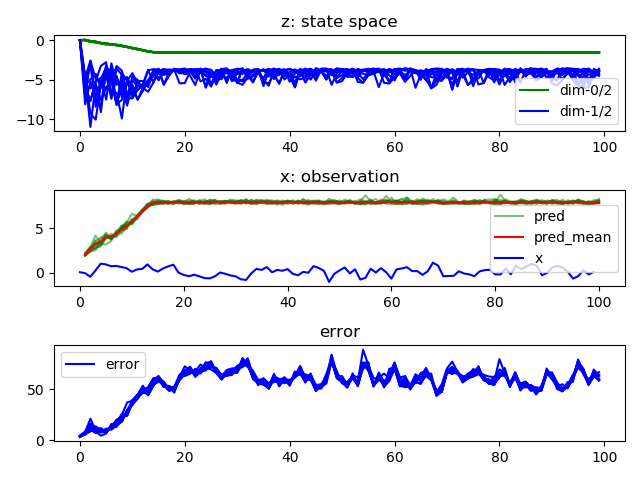 z: state space
0
−5
−10
dim-0/2
dim-1/2
0 20 40 60 80 100
x: observation
5
0
pred
pred_mean
x
0 20 40 60 80 100
error
50
0
error
0 20 40 60 80 100